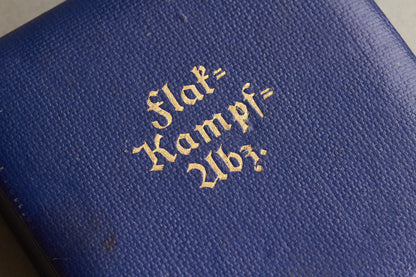 Flak=
Kampf=
Abz.